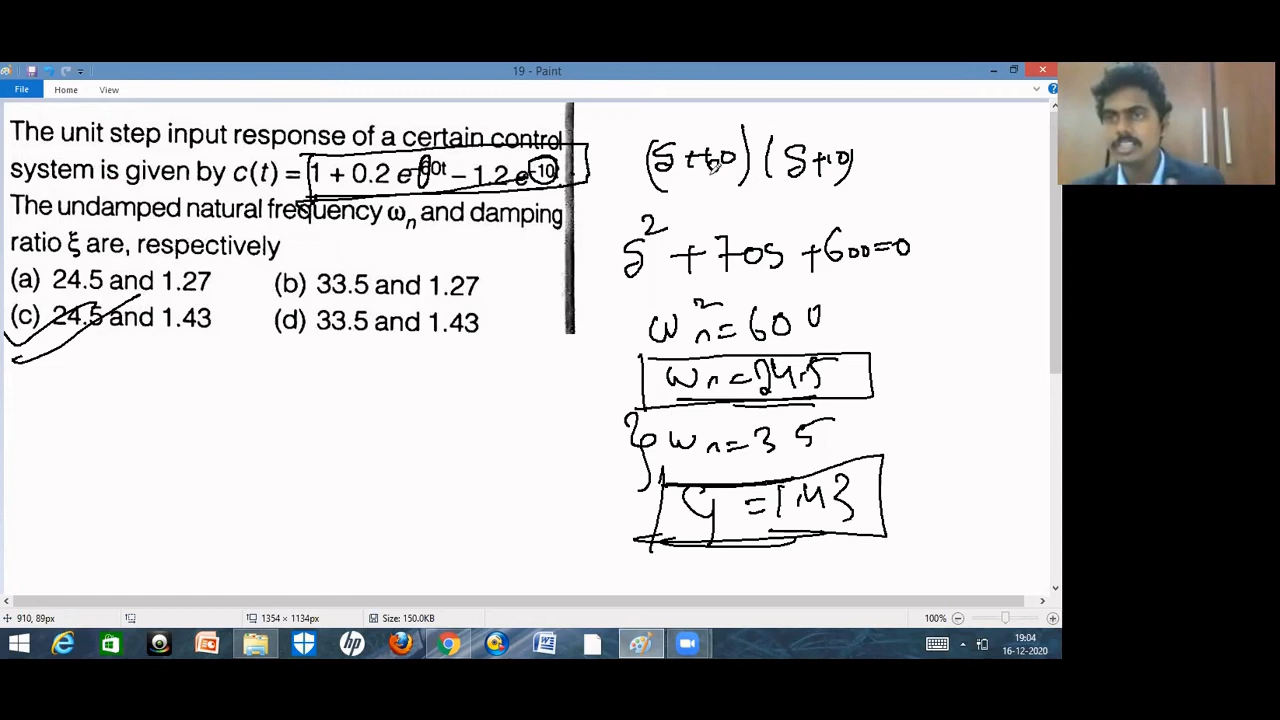 19 - Paint
File Home View
The unit step input response of a certain control
system is given by c(t) = 1 + 0.2 e⁻⁶⁰ᵗ – 1.2 e⁻¹⁰
The undamped natural frequency ωₙ and damping
ratio ξ are, respectively
(a) 24.5 and 1.27 (b) 33.5 and 1.27
(c) 24.5 and 1.43 (d) 33.5 and 1.43
(s+60) (s+10)
s² + 70s + 600=0
ωₙ² = 600
ωₙ = 24.5
ξ ωₙ = 35
ξ = 1.43
910, 89px 1354 × 1134px Size: 150.0KB 100%
hp 19:04
16-12-2020